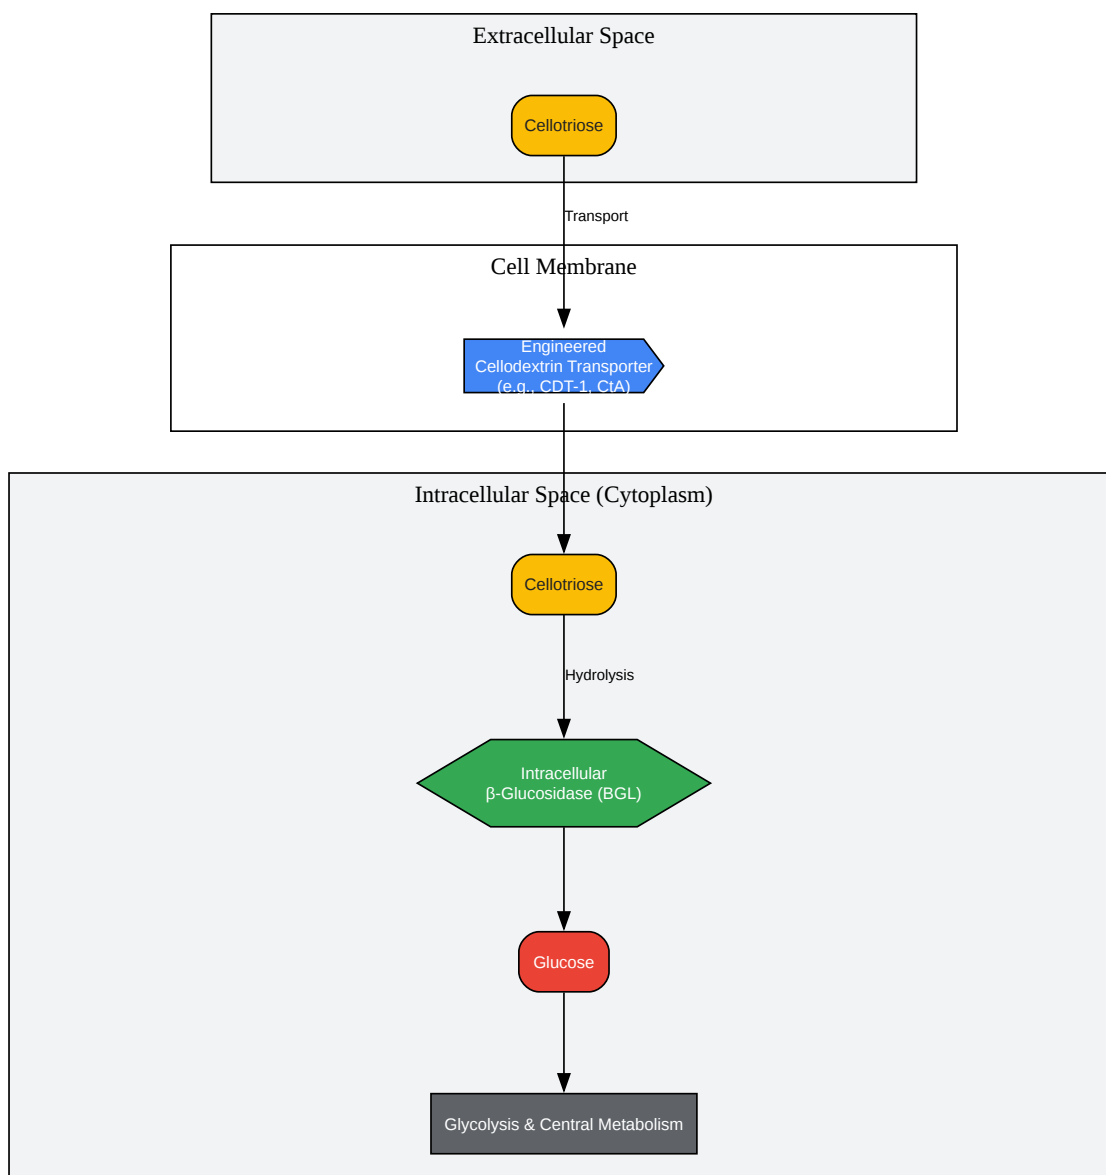 Extracellular Space
Cellotriose
Transport
Cell Membrane
Engineered
Cellodextrin Transporter
(e.g., CDT-1, CtA)
Intracellular Space (Cytoplasm)
Cellotriose
Hydrolysis
Intracellular
β-Glucosidase (BGL)
Glucose
Glycolysis & Central Metabolism